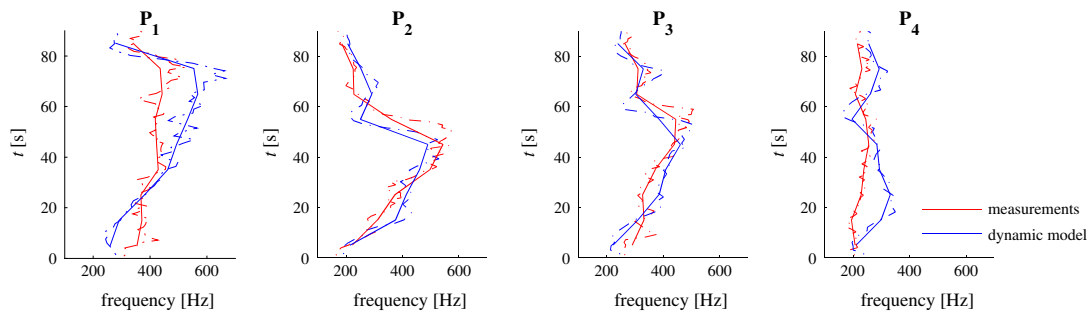 P1 P2 P3 P4
80 80 80 80
60 60 60 60
t [s] t [s] t [s] t [s]
40 40 40 40
20 20 20 20
measurements
dynamic model
0 0 0 0
200 400 600 200 400 600 200 400 600 200 400 600
frequency [Hz] frequency [Hz] frequency [Hz] frequency [Hz]